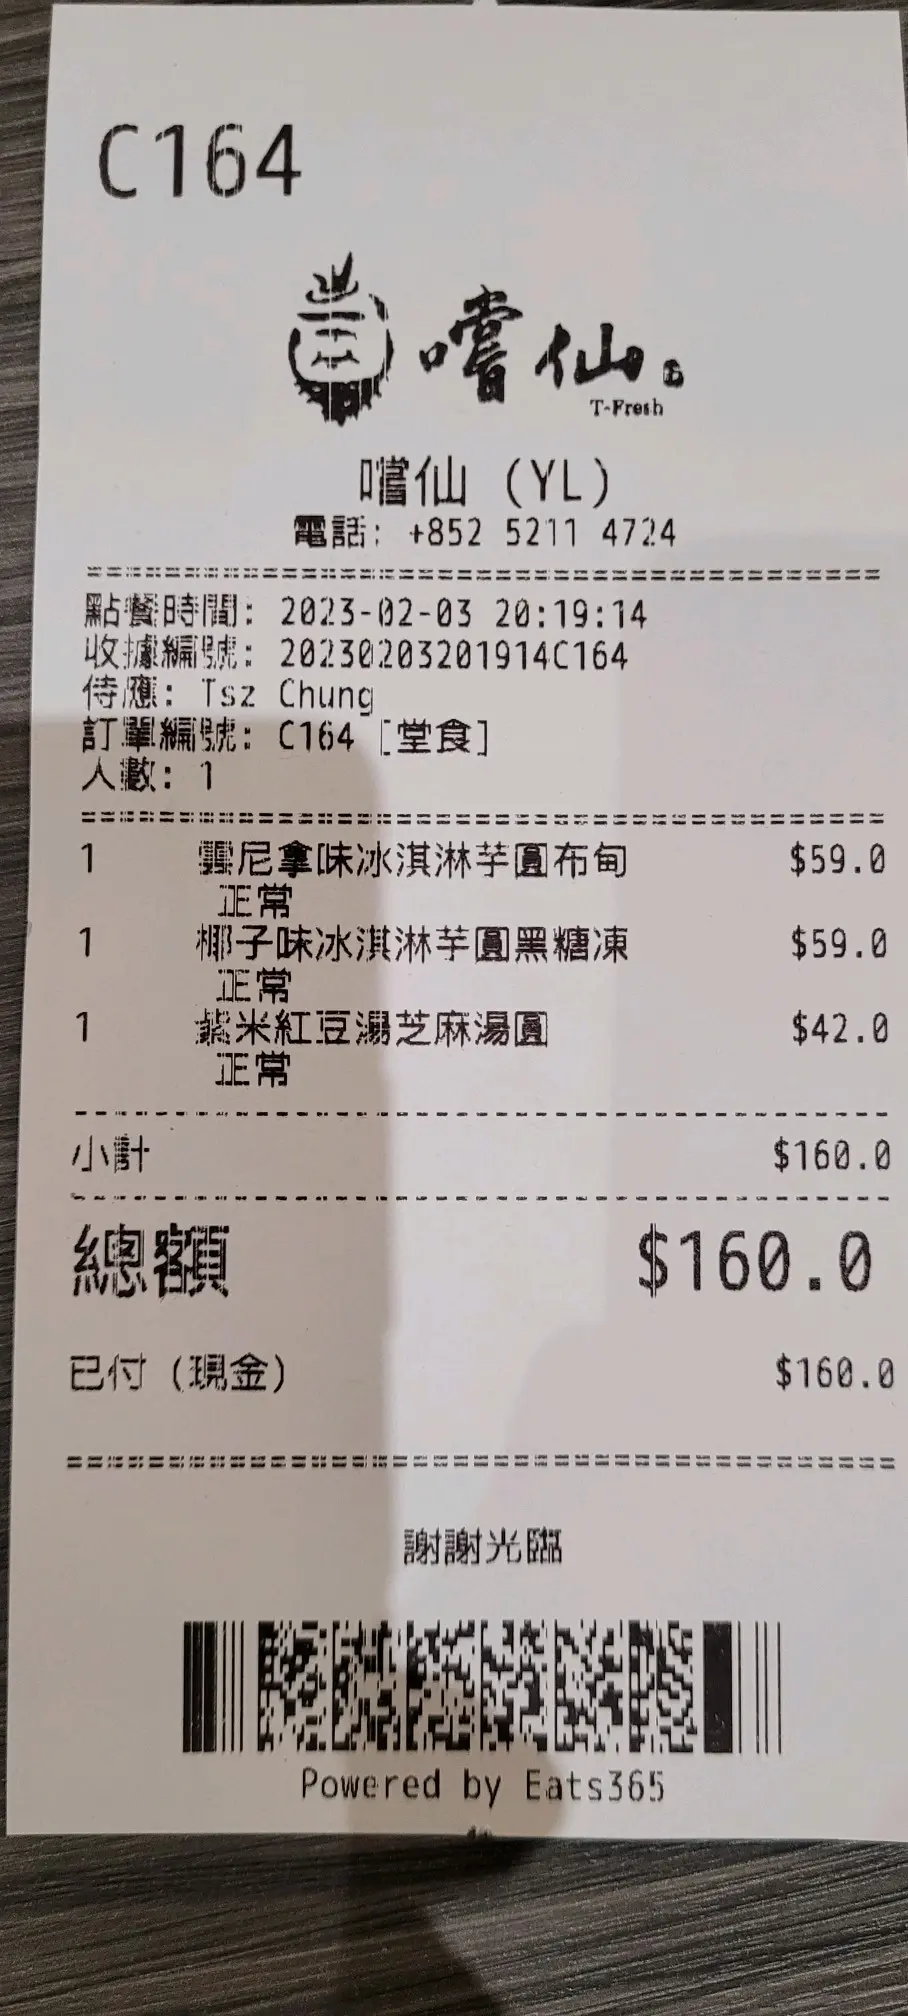 C164
嚐仙
T-Fresh
嚐仙 (YL)
電話: +852 5211 4724
點餐時間: 2023-02-03 20:19:14
收據編號: 20230203201914C164
侍應: Tsz Chung
訂單編號: C164 [堂食]
人數: 1
1 雲尼拿味冰淇淋芋圓布甸 $59.0
正常
1 椰子味冰淇淋芋圓黑糖凍 $59.0
正常
1 紫米紅豆湯芝麻湯圓 $42.0
正常
小計 $160.0
總額 $160.0
已付 (現金) $160.0
謝謝光臨
Powered by Eats365